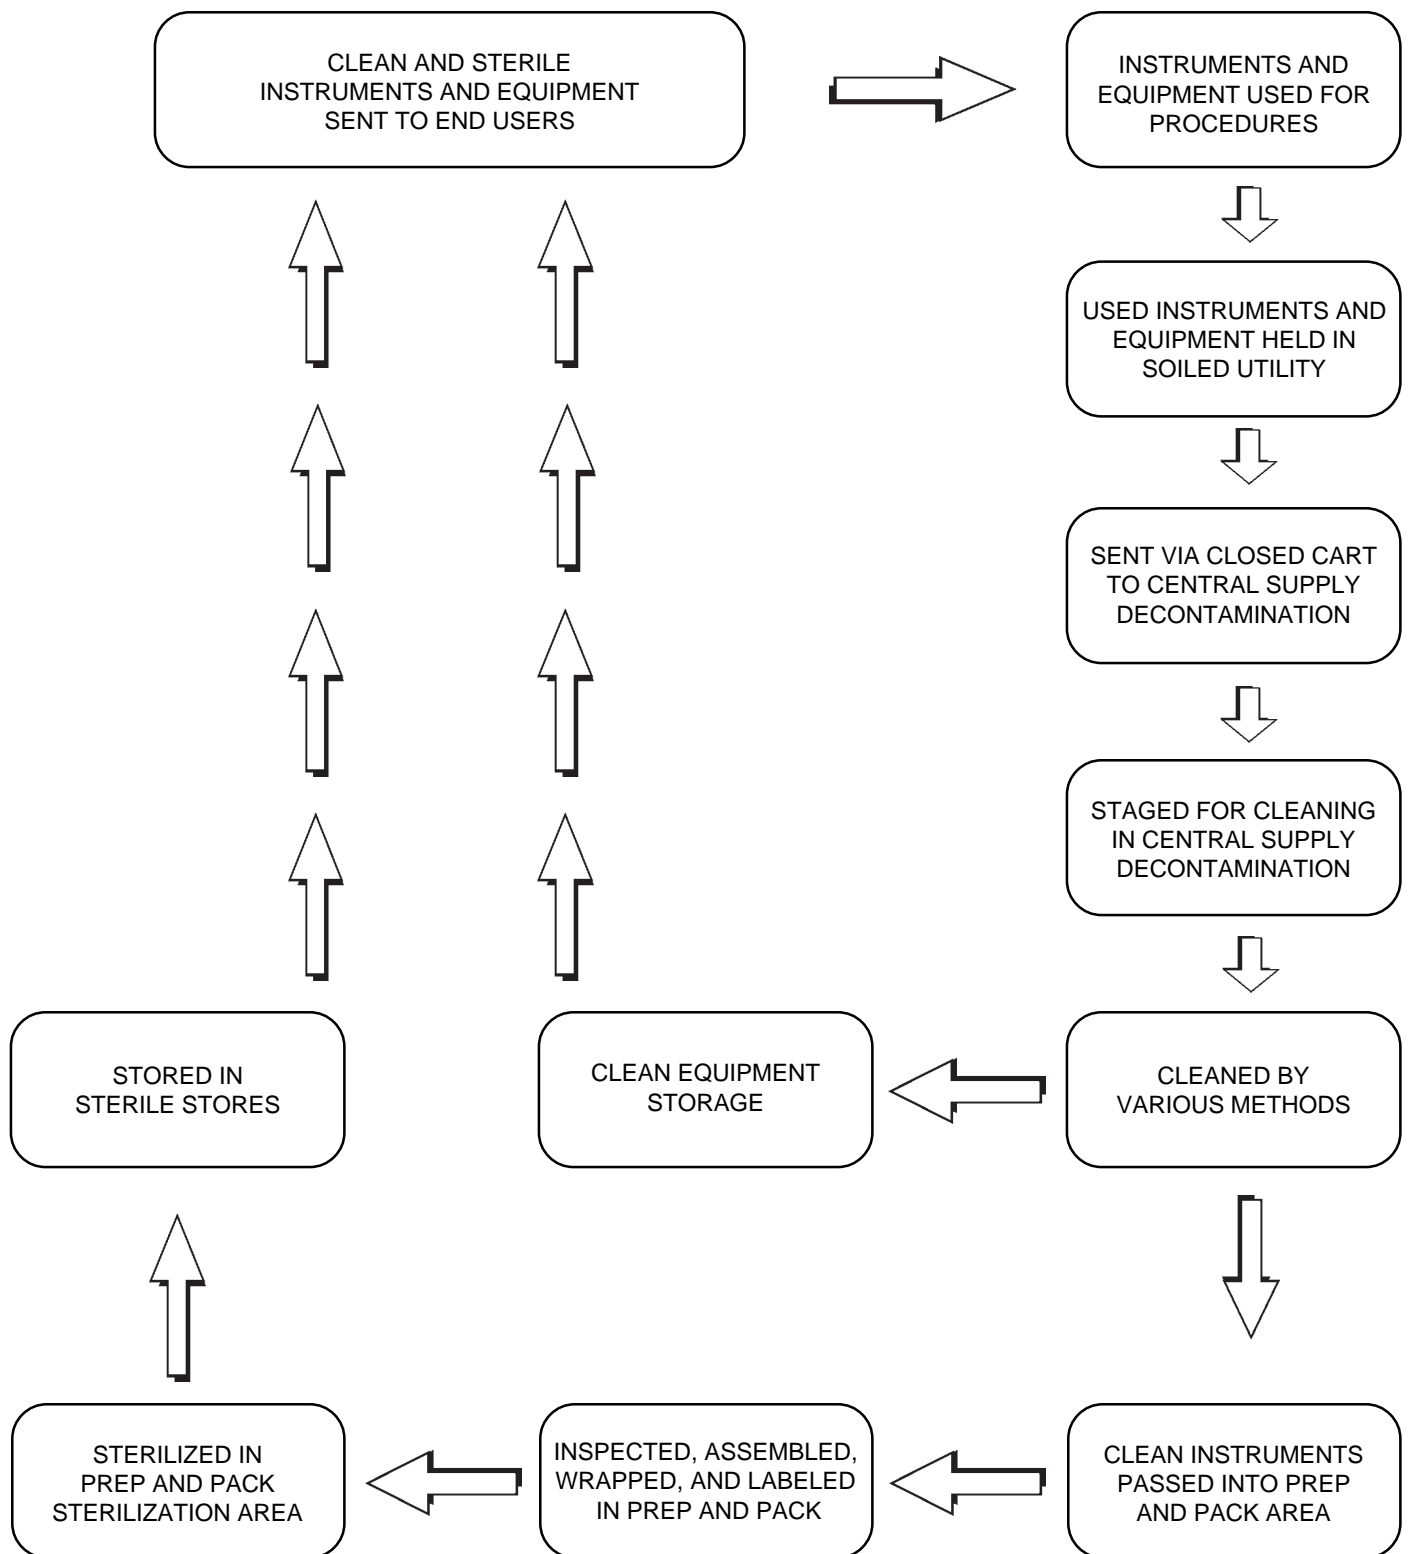 CLEAN AND STERILE
INSTRUMENTS AND EQUIPMENT
SENT TO END USERS
INSTRUMENTS AND
EQUIPMENT USED FOR
PROCEDURES
USED INSTRUMENTS AND
EQUIPMENT HELD IN
SOILED UTILITY
SENT VIA CLOSED CART
TO CENTRAL SUPPLY
DECONTAMINATION
STAGED FOR CLEANING
IN CENTRAL SUPPLY
DECONTAMINATION
STORED IN
STERILE STORES
CLEAN EQUIPMENT
STORAGE
CLEANED BY
VARIOUS METHODS
STERILIZED IN
PREP AND PACK
STERILIZATION AREA
INSPECTED, ASSEMBLED,
WRAPPED, AND LABELED
IN PREP AND PACK
CLEAN INSTRUMENTS
PASSED INTO PREP
AND PACK AREA